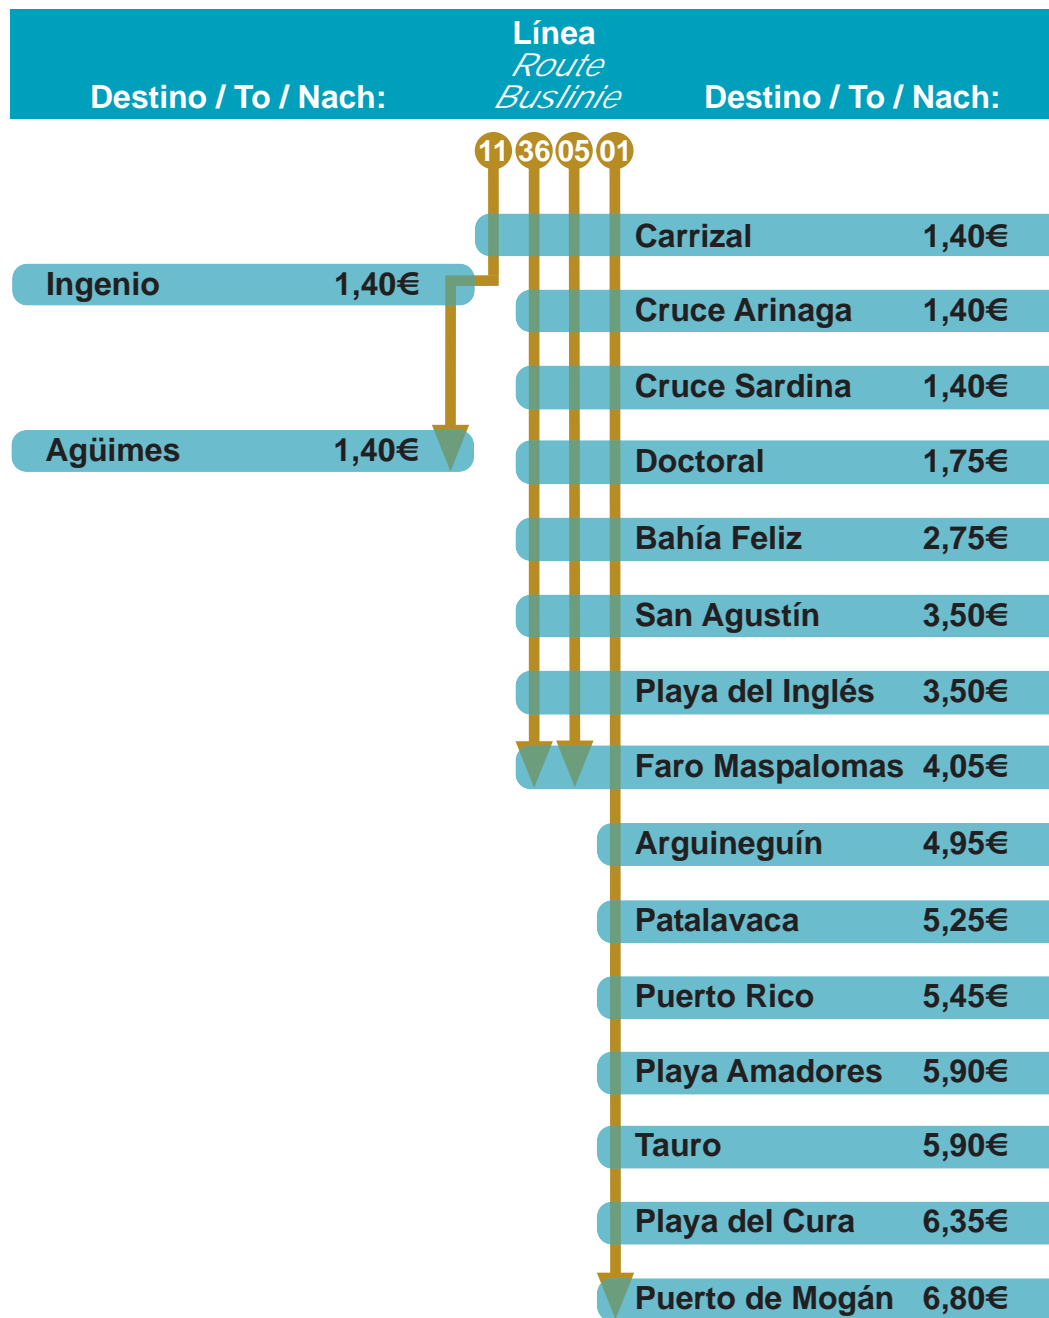 Línea
Route
Buslinie
Destino / To / Nach:
Destino / To / Nach:
11 36 05 01
Carrizal 1,40€
Ingenio 1,40€
Cruce Arinaga 1,40€
Cruce Sardina 1,40€
Agüimes 1,40€
Doctoral 1,75€
Bahía Feliz 2,75€
San Agustín 3,50€
Playa del Inglés 3,50€
Faro Maspalomas 4,05€
Arguineguín 4,95€
Patalavaca 5,25€
Puerto Rico 5,45€
Playa Amadores 5,90€
Tauro 5,90€
Playa del Cura 6,35€
Puerto de Mogán 6,80€